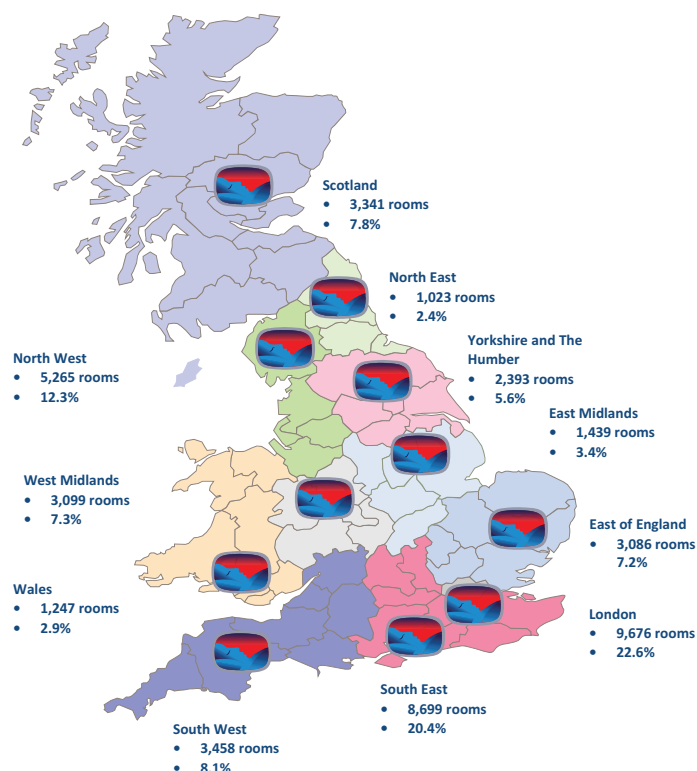 Scotland
• 3,341 rooms
• 7.8%
North East
• 1,023 rooms
• 2.4%
Yorkshire and The
Humber
• 2,393 rooms
• 5.6%
North West
• 5,265 rooms
• 12.3%
East Midlands
• 1,439 rooms
• 3.4%
West Midlands
• 3,099 rooms
• 7.3%
East of England
• 3,086 rooms
7.2%
Wales
• 1,247 rooms
• 2.9%
London
• 9,676 rooms
• 22.6%
South East
• 8,699 rooms
• 20.4%
South West
• 3,458 rooms
• 8.1%